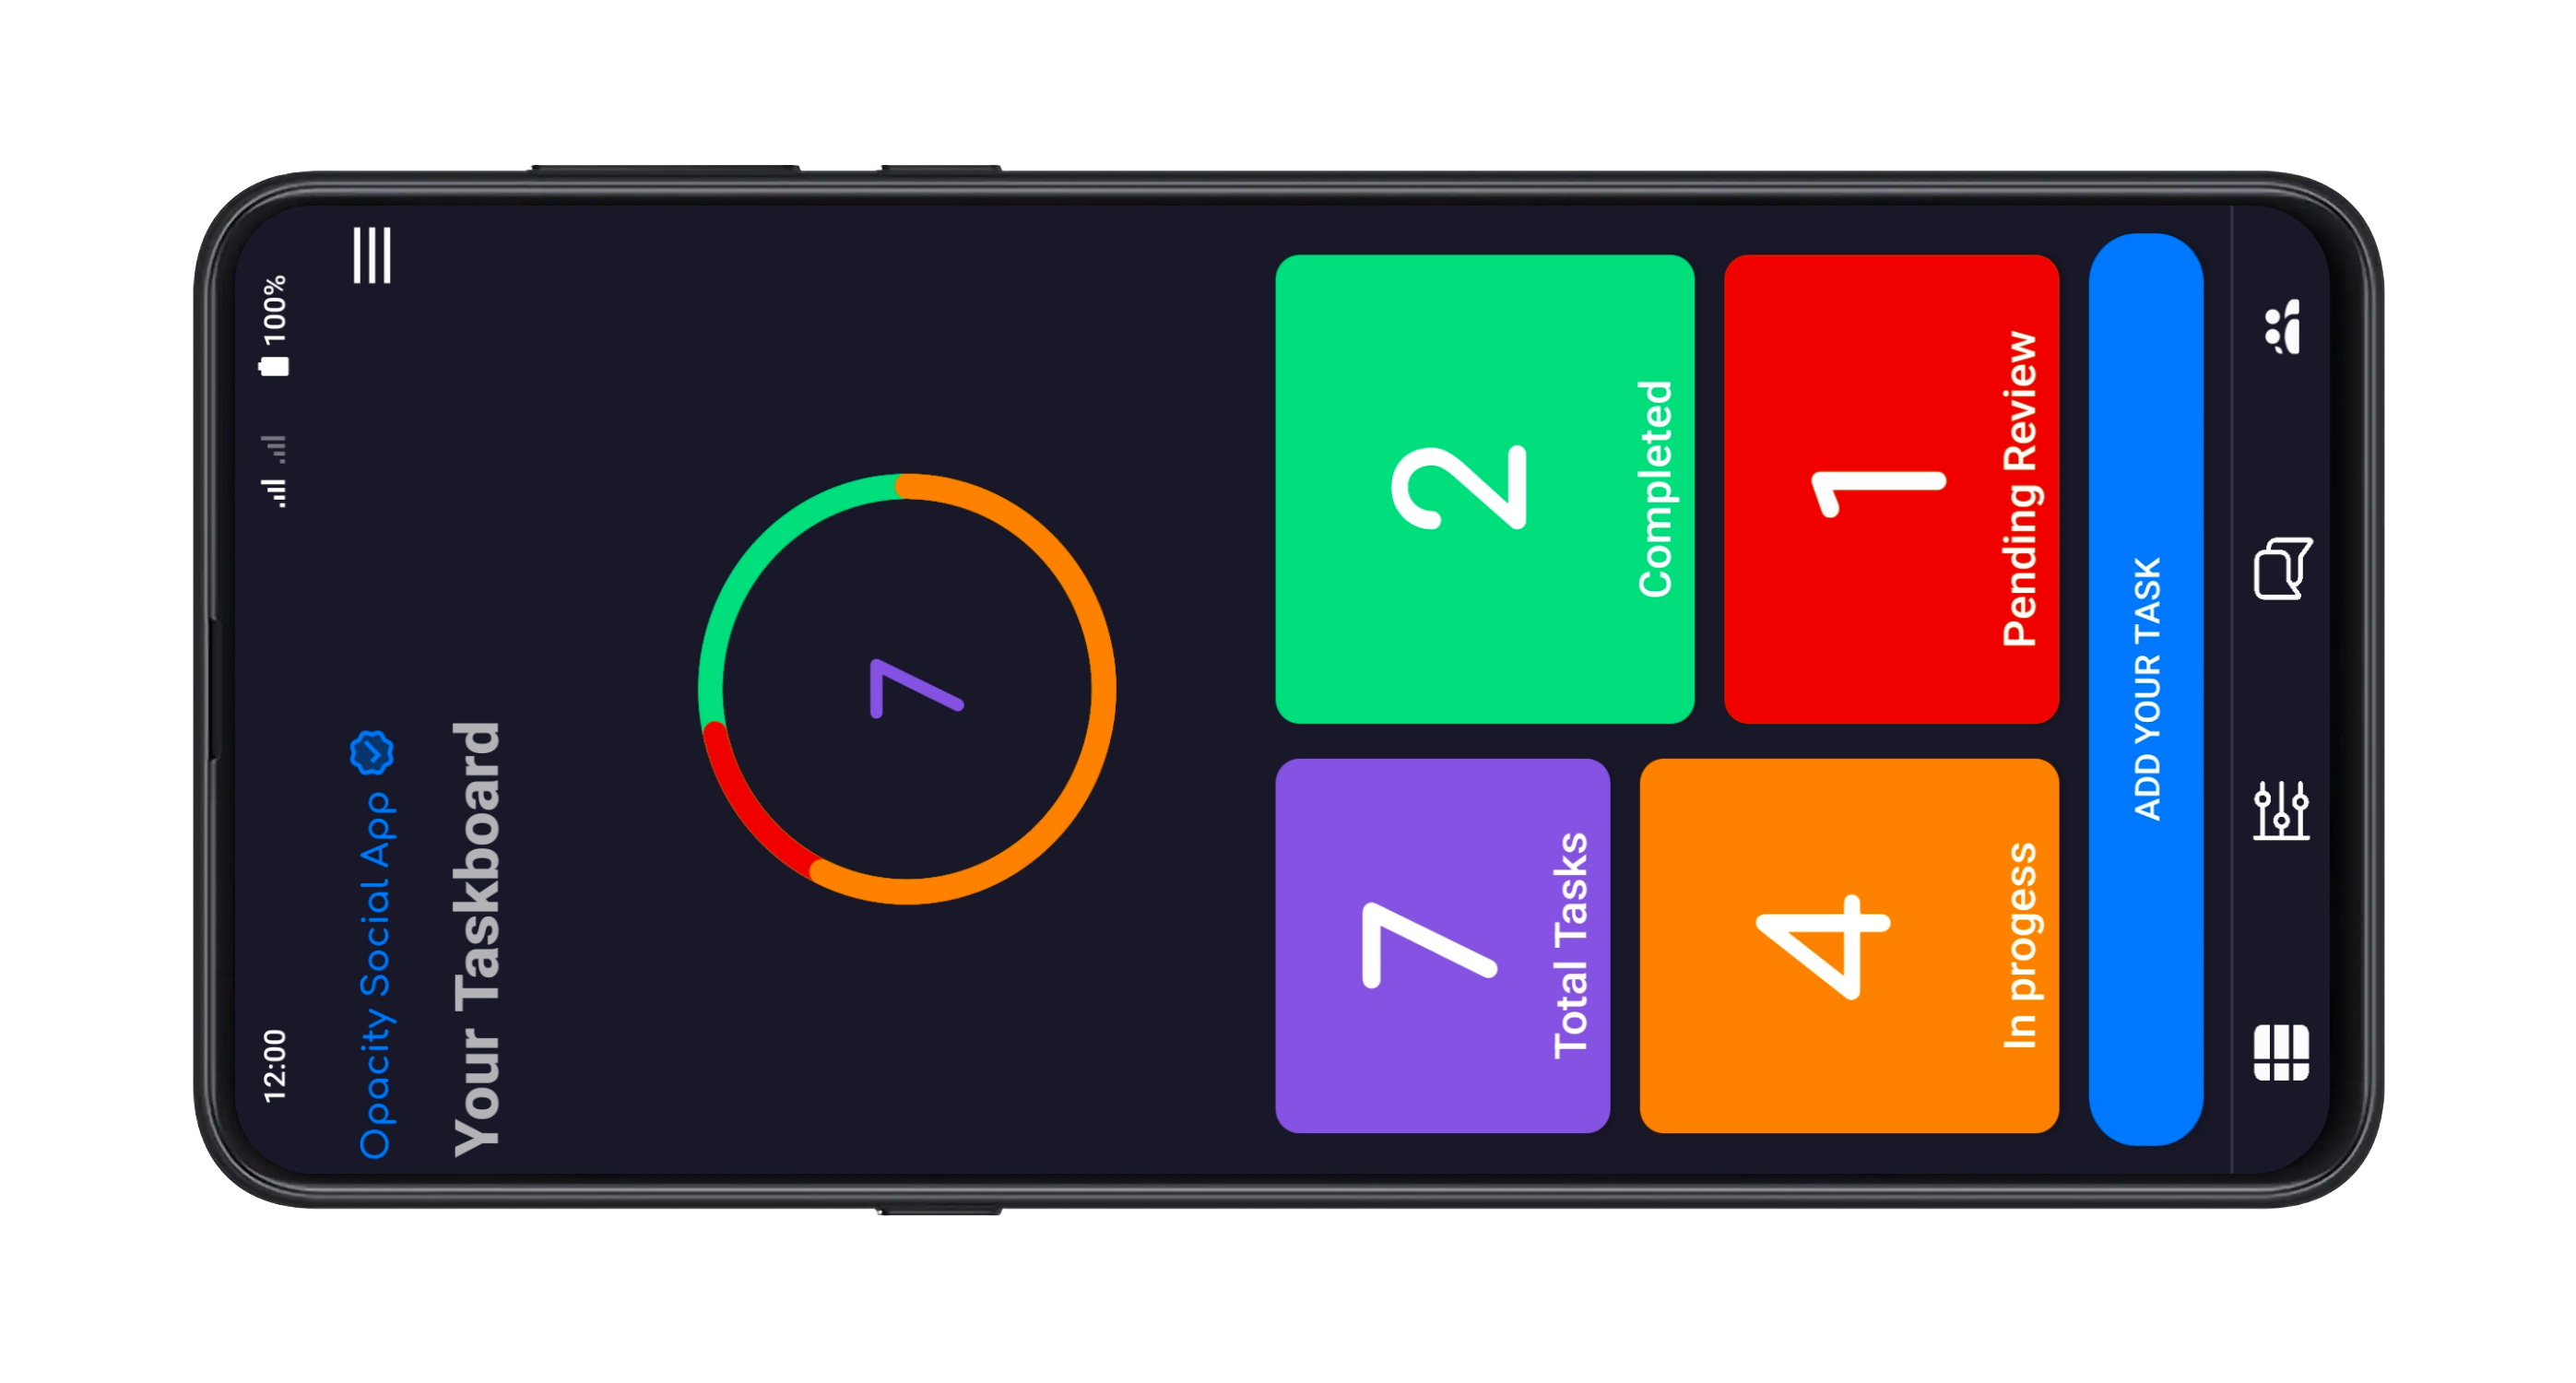 12:00 100%
Opacity Social App
Your Taskboard
7
7
Total Tasks
2
Completed
4
In progess
1
Pending Review
ADD YOUR TASK